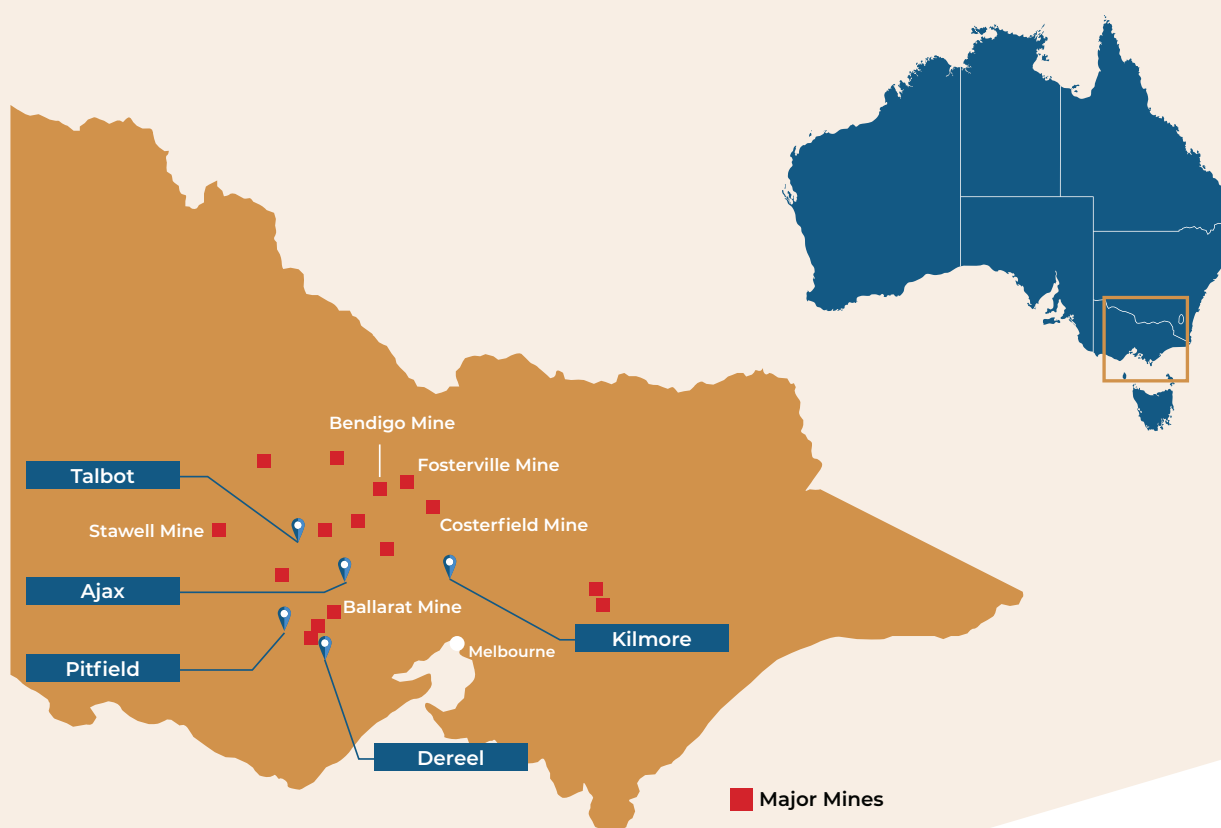 Bendigo Mine
Fosterville Mine
Talbot
Stawell Mine
Costerfield Mine
Ajax
Ballarat Mine
Kilmore
Melbourne
Pitfield
Dereel
Major Mines